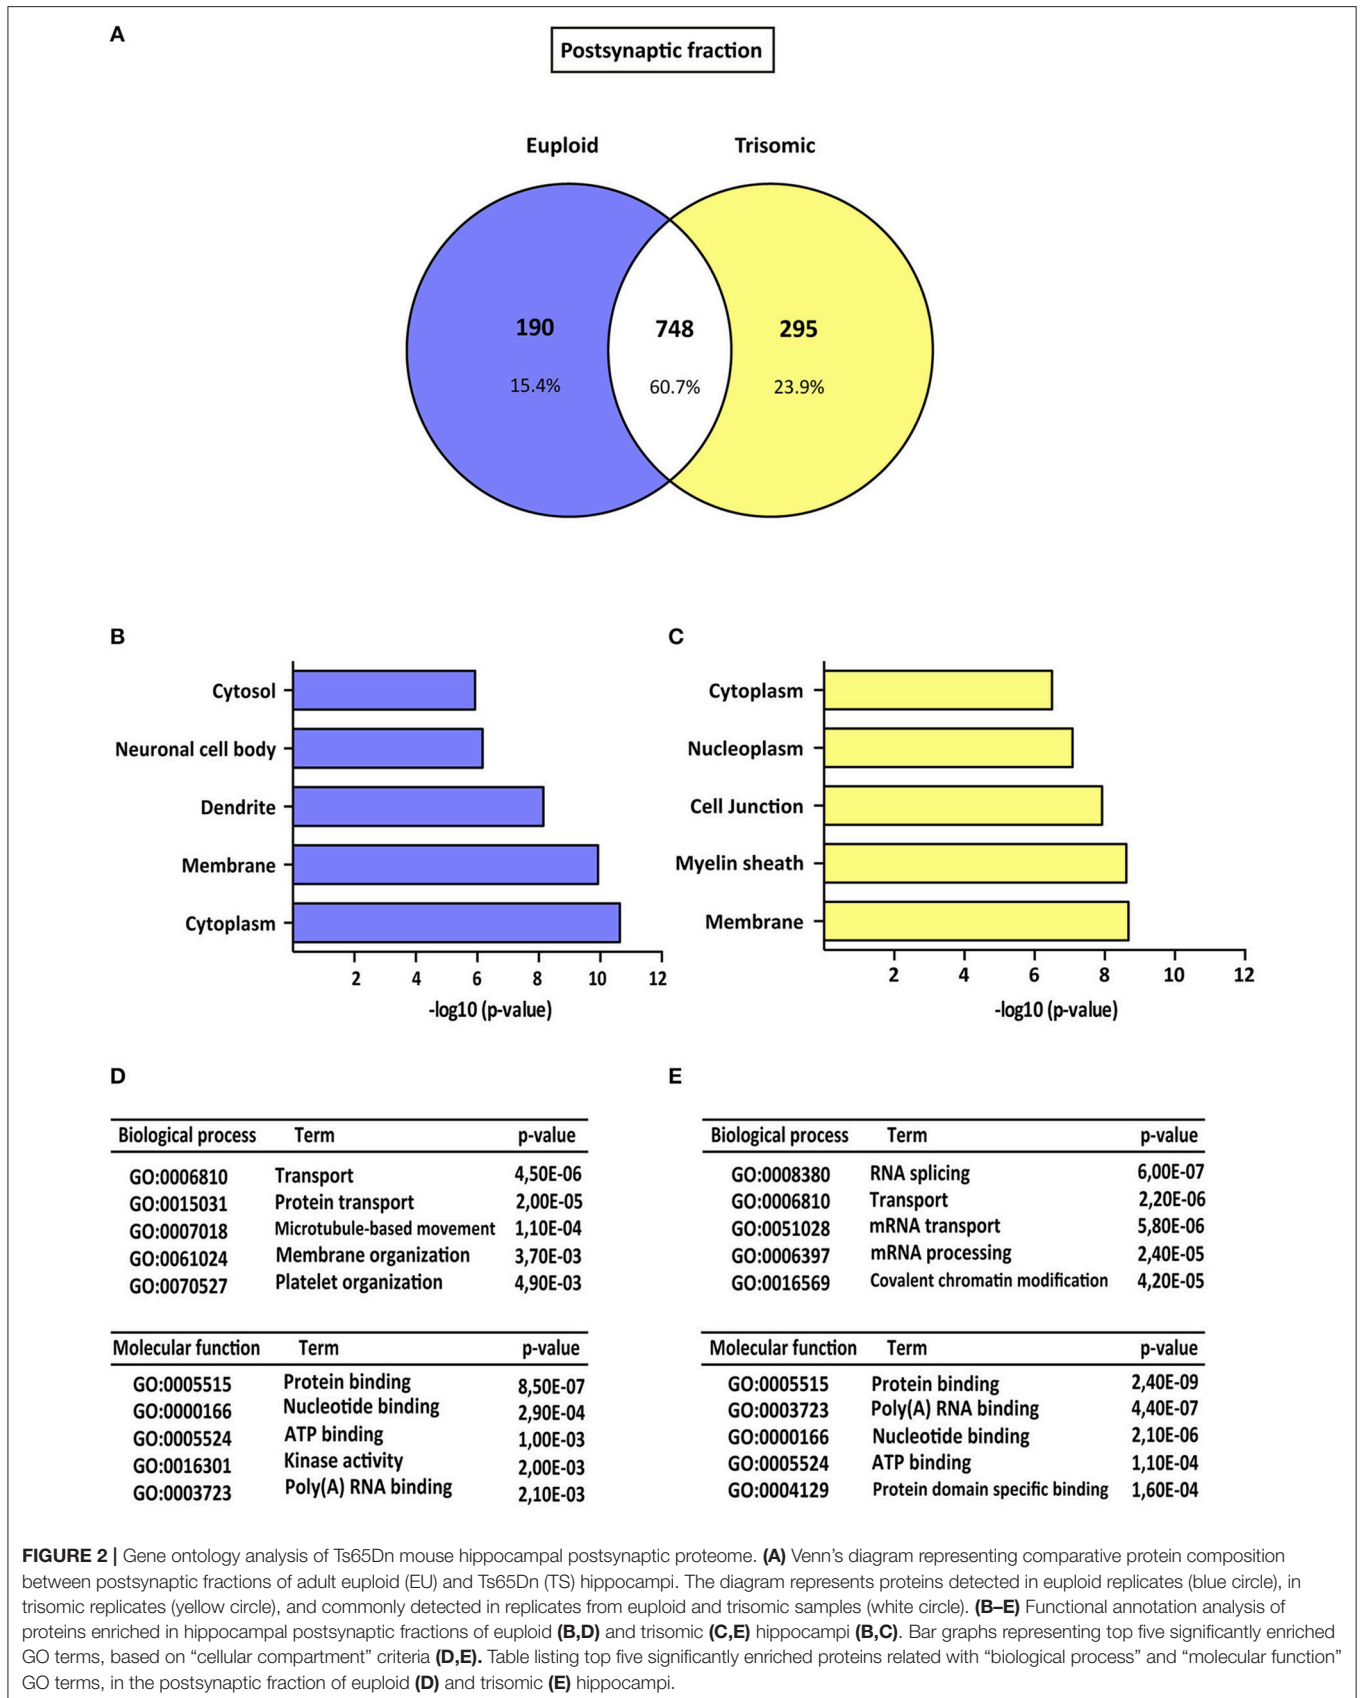 A
Postsynaptic fraction
Euploid Trisomic
190 748 295
15.4% 60.7% 23.9%
B
Cytosol
Neuronal cell body
Dendrite
Membrane
Cytoplasm
2 4 6 8 10 12
-log10 (p-value)
C
Cytoplasm
Nucleoplasm
Cell Junction
Myelin sheath
Membrane
2 4 6 8 10 12
-log10 (p-value)
D
Biological process Term p-value
GO:0006810 Transport 4,50E-06
GO:0015031 Protein transport 2,00E-05
GO:0007018 Microtubule-based movement 1,10E-04
GO:0061024 Membrane organization 3,70E-03
GO:0070527 Platelet organization 4,90E-03
Molecular function Term p-value
GO:0005515 Protein binding 8,50E-07
GO:0000166 Nucleotide binding 2,90E-04
GO:0005524 ATP binding 1,00E-03
GO:0016301 Kinase activity 2,00E-03
GO:0003723 Poly(A) RNA binding 2,10E-03
E
Biological process Term p-value
GO:0008380 RNA splicing 6,00E-07
GO:0006810 Transport 2,20E-06
GO:0051028 mRNA transport 5,80E-06
GO:0006397 mRNA processing 2,40E-05
GO:0016569 Covalent chromatin modification 4,20E-05
Molecular function Term p-value
GO:0005515 Protein binding 2,40E-09
GO:0003723 Poly(A) RNA binding 4,40E-07
GO:0000166 Nucleotide binding 2,10E-06
GO:0005524 ATP binding 1,10E-04
GO:0004129 Protein domain specific binding 1,60E-04
FIGURE 2 | Gene ontology analysis of Ts65Dn mouse hippocampal postsynaptic proteome. (A) Venn's diagram representing comparative protein composition
between postsynaptic fractions of adult euploid (EU) and Ts65Dn (TS) hippocampi. The diagram represents proteins detected in euploid replicates (blue circle), in
trisomic replicates (yellow circle), and commonly detected in replicates from euploid and trisomic samples (white circle). (B–E) Functional annotation analysis of
proteins enriched in hippocampal postsynaptic fractions of euploid (B,D) and trisomic (C,E) hippocampi (B,C). Bar graphs representing top five significantly enriched
GO terms, based on “cellular compartment” criteria (D,E). Table listing top five significantly enriched proteins related with “biological process” and “molecular function”
GO terms, in the postsynaptic fraction of euploid (D) and trisomic (E) hippocampi.